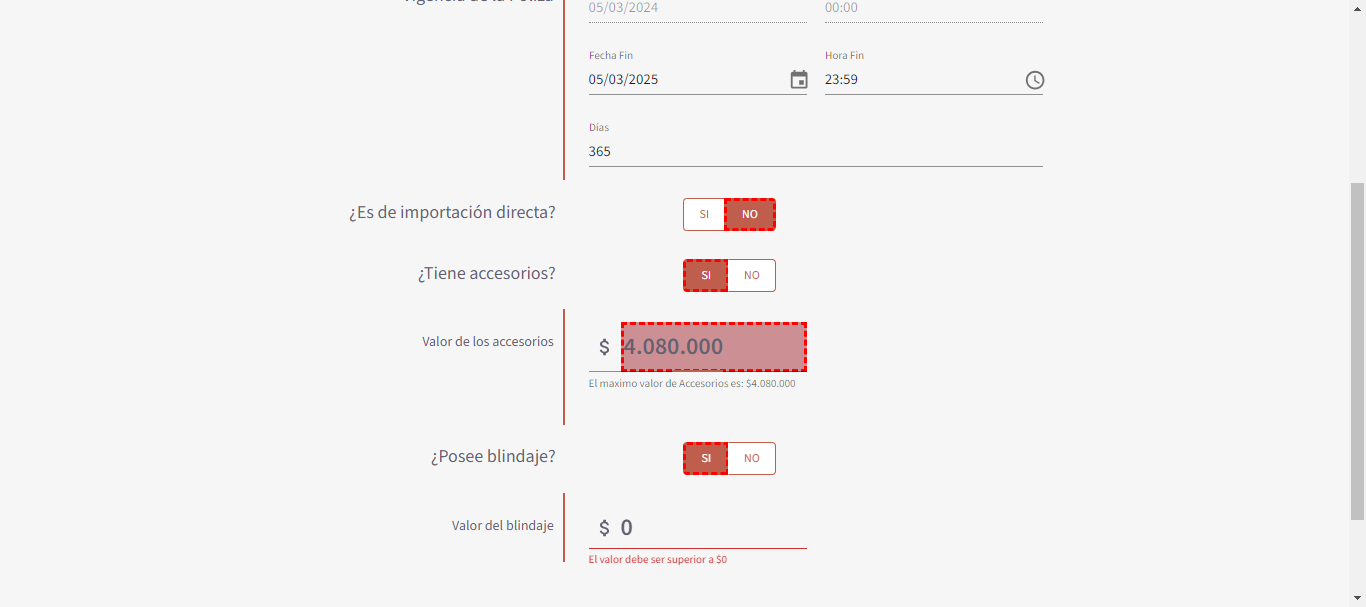 05/03/2024 00:00
Fecha Fin Hora Fin
05/03/2025 23:59
Días
365
¿Es de importación directa? SI NO
¿Tiene accesorios? SI NO
Valor de los accesorios $ 4.080.000
El maximo valor de Accesorios es: $4.080.000
¿Posee blindaje? SI NO
Valor del blindaje $ 0
El valor debe ser superior a $0